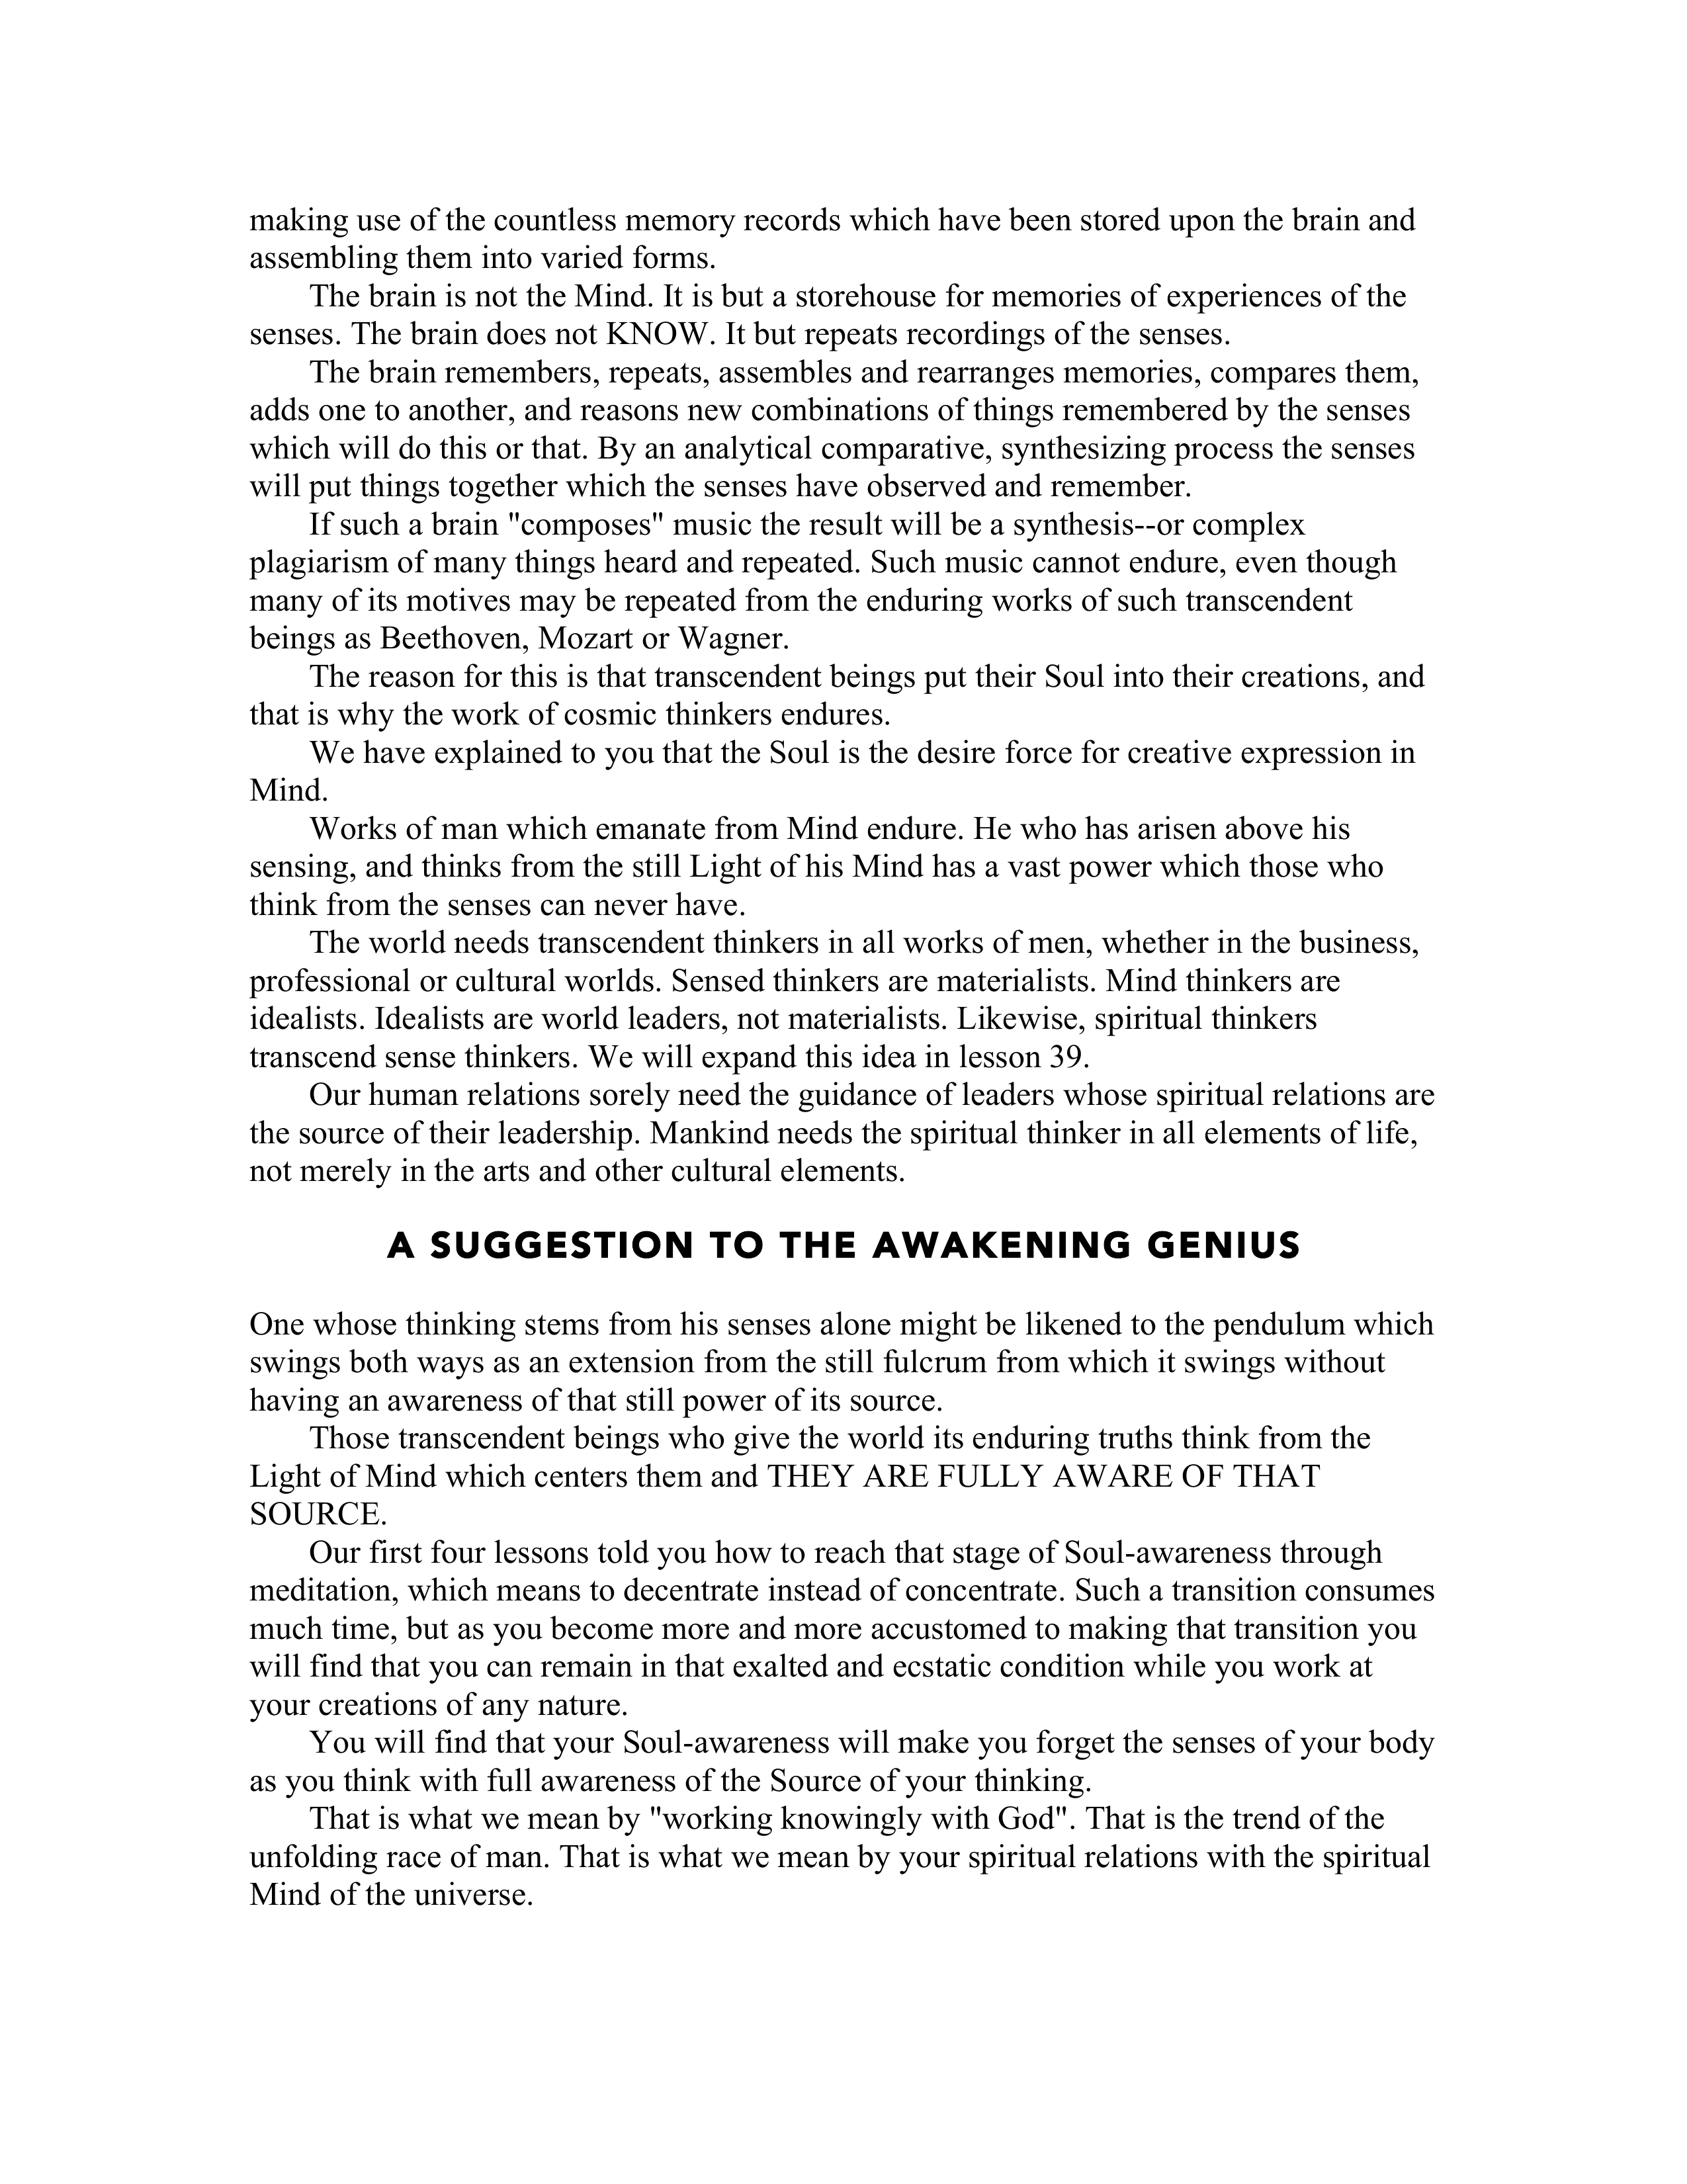 making use of the countless memory records which have been stored upon the brain and
assembling them into varied forms.
The brain is not the Mind. It is but a storehouse for memories of experiences of the
senses. The brain does not KNOW. It but repeats recordings of the senses.
The brain remembers, repeats, assembles and rearranges memories, compares them,
adds one to another, and reasons new combinations of things remembered by the senses
which will do this or that. By an analytical comparative, synthesizing process the senses
will put things together which the senses have observed and remember.
If such a brain "composes" music the result will be a synthesis--or complex
plagiarism of many things heard and repeated. Such music cannot endure, even though
many of its motives may be repeated from the enduring works of such transcendent
beings as Beethoven, Mozart or Wagner.
The reason for this is that transcendent beings put their Soul into their creations, and
that is why the work of cosmic thinkers endures.
We have explained to you that the Soul is the desire force for creative expression in
Mind.
Works of man which emanate from Mind endure. He who has arisen above his
sensing, and thinks from the still Light of his Mind has a vast power which those who
think from the senses can never have.
The world needs transcendent thinkers in all works of men, whether in the business,
professional or cultural worlds. Sensed thinkers are materialists. Mind thinkers are
idealists. Idealists are world leaders, not materialists. Likewise, spiritual thinkers
transcend sense thinkers. We will expand this idea in lesson 39.
Our human relations sorely need the guidance of leaders whose spiritual relations are
the source of their leadership. Mankind needs the spiritual thinker in all elements of life,
not merely in the arts and other cultural elements.
A SUGGESTION TO THE AWAKENING GENIUS
One whose thinking stems from his senses alone might be likened to the pendulum which
swings both ways as an extension from the still fulcrum from which it swings without
having an awareness of that still power of its source.
Those transcendent beings who give the world its enduring truths think from the
Light of Mind which centers them and THEY ARE FULLY AWARE OF THAT
SOURCE.
Our first four lessons told you how to reach that stage of Soul-awareness through
meditation, which means to decentrate instead of concentrate. Such a transition consumes
much time, but as you become more and more accustomed to making that transition you
will find that you can remain in that exalted and ecstatic condition while you work at
your creations of any nature.
You will find that your Soul-awareness will make you forget the senses of your body
as you think with full awareness of the Source of your thinking.
That is what we mean by "working knowingly with God". That is the trend of the
unfolding race of man. That is what we mean by your spiritual relations with the spiritual
Mind of the universe.